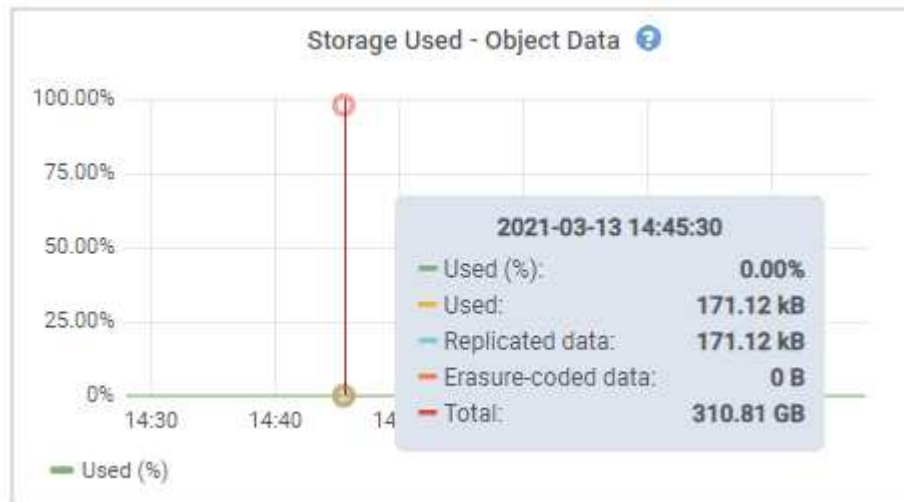 Storage Used - Object Data ?
100.00%
75.00%
50.00%
25.00%
0%
14:30 14:40 14
2021-03-13 14:45:30
Used (%): 0.00%
Used: 171.12 kB
Replicated data: 171.12 kB
Erasure-coded data: 0 B
Total: 310.81 GB
Used (%)